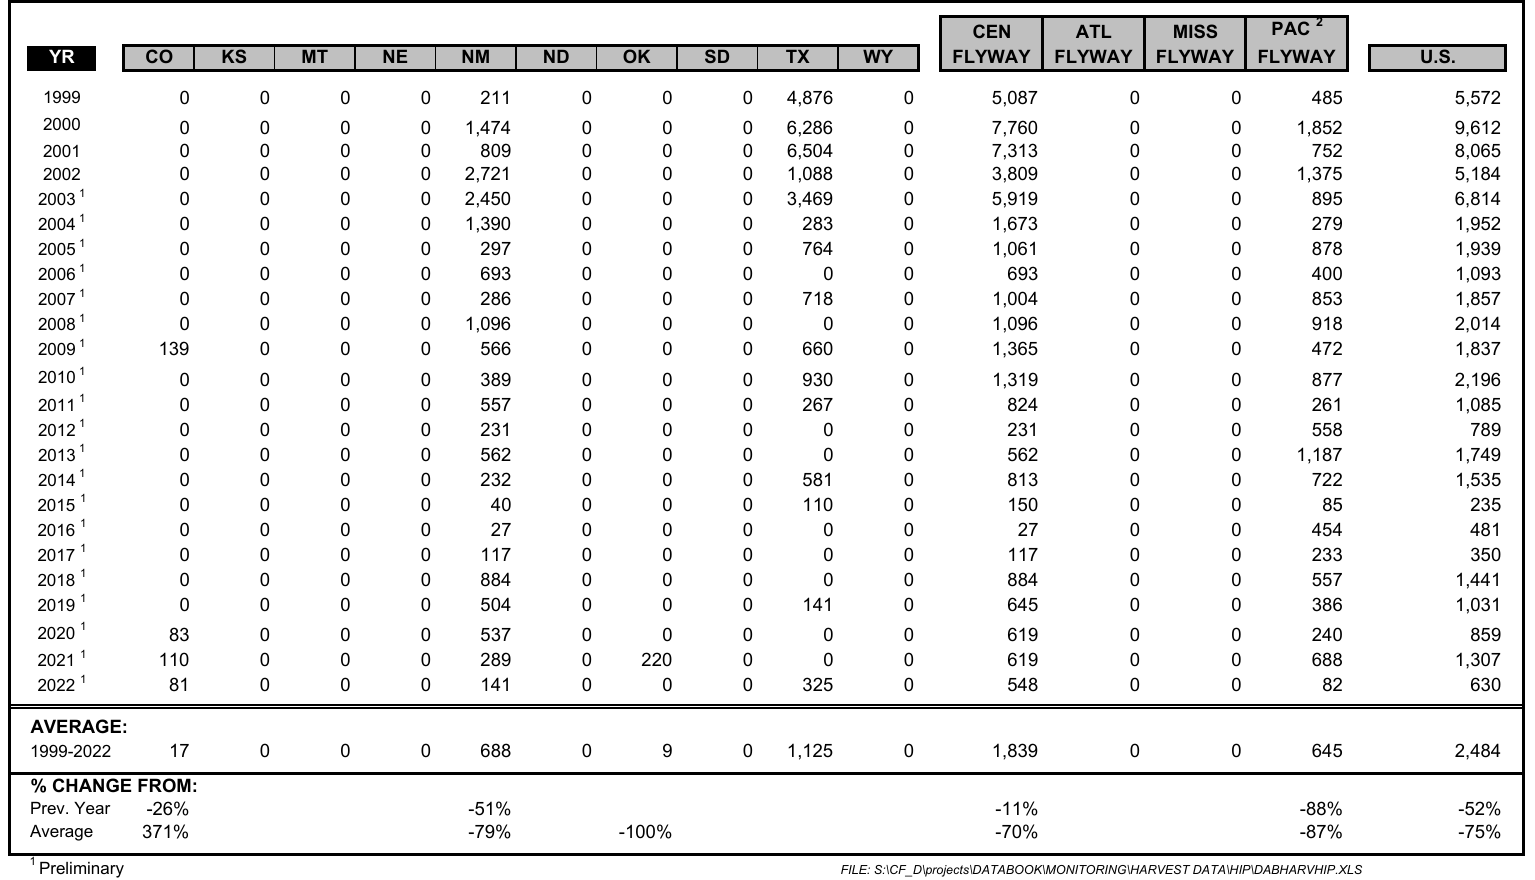 CEN ATL MISS PAC 2
YR CO KS MT NE NM ND OK SD TX WY FLYWAY FLYWAY FLYWAY FLYWAY U.S.
1999 0 0 0 0 211 0 0 0 4,876 0 5,087 0 0 485 5,572
2000 0 0 0 0 1,474 0 0 0 6,286 0 7,760 0 0 1,852 9,612
2001 0 0 0 0 809 0 0 0 6,504 0 7,313 0 0 752 8,065
2002 0 0 0 0 2,721 0 0 0 1,088 0 3,809 0 0 1,375 5,184
2003 1 0 0 0 0 2,450 0 0 0 3,469 0 5,919 0 0 895 6,814
2004 1 0 0 0 0 1,390 0 0 0 283 0 1,673 0 0 279 1,952
2005 1 0 0 0 0 297 0 0 0 764 0 1,061 0 0 878 1,939
2006 1 0 0 0 0 693 0 0 0 0 0 693 0 0 400 1,093
2007 1 0 0 0 0 286 0 0 0 718 0 1,004 0 0 853 1,857
2008 1 0 0 0 0 1,096 0 0 0 0 0 1,096 0 0 918 2,014
2009 1 139 0 0 0 566 0 0 0 660 0 1,365 0 0 472 1,837
2010 1 0 0 0 0 389 0 0 0 930 0 1,319 0 0 877 2,196
2011 1 0 0 0 0 557 0 0 0 267 0 824 0 0 261 1,085
2012 1 0 0 0 0 231 0 0 0 0 0 231 0 0 558 789
2013 1 0 0 0 0 562 0 0 0 0 0 562 0 0 1,187 1,749
2014 1 0 0 0 0 232 0 0 0 581 0 813 0 0 722 1,535
2015 1 0 0 0 0 40 0 0 0 110 0 150 0 0 85 235
2016 1 0 0 0 0 27 0 0 0 0 0 27 0 0 454 481
2017 1 0 0 0 0 117 0 0 0 0 0 117 0 0 233 350
2018 1 0 0 0 0 884 0 0 0 0 0 884 0 0 557 1,441
2019 1 0 0 0 0 504 0 0 0 141 0 645 0 0 386 1,031
2020 1 83 0 0 0 537 0 0 0 0 0 619 0 0 240 859
2021 1 110 0 0 0 289 0 220 0 0 0 619 0 0 688 1,307
2022 1 81 0 0 0 141 0 0 0 325 0 548 0 0 82 630
AVERAGE:
1999-2022 17 0 0 0 688 0 9 0 1,125 0 1,839 0 0 645 2,484
% CHANGE FROM:
Prev. Year -26% -51% -11% -88% -52%
Average 371% -79% -100% -70% -87% -75%
1 Preliminary FILE: S:\CF_D\projects\DATABOOK\MONITORING\HARVEST DATA\HIP\DABHARVHIP.XLS